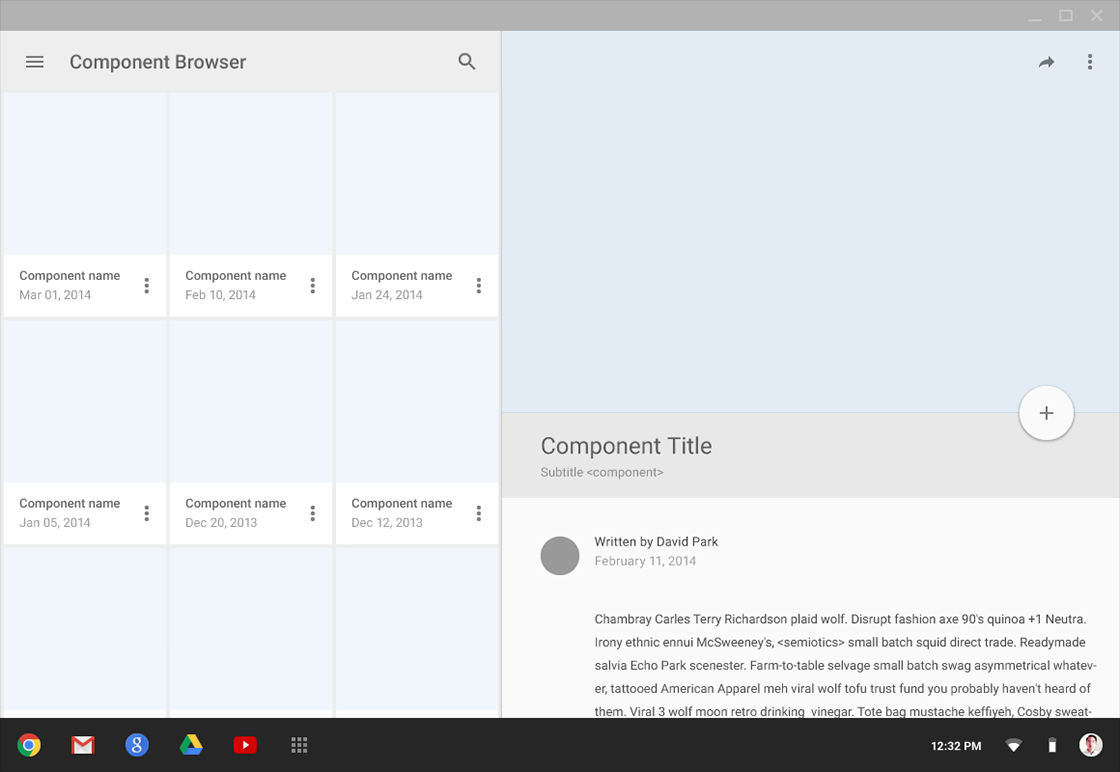 Component Browser
Component name
Mar 01, 2014
Component name
Feb 10, 2014
Component name
Jan 24, 2014
Component name
Jan 05, 2014
Component name
Dec 20, 2013
Component name
Dec 12, 2013
Component Title
Subtitle <component>
Written by David Park
February 11, 2014
Chambray Carles Terry Richardson plaid wolf. Disrupt fashion axe 90's quinoa +1 Neutra.
Irony ethnic ennui McSweeney's, <semiotics> small batch squid direct trade. Readymade
salvia Echo Park scenester. Farm-to-table selvage small batch swag asymmetrical whatev-
er, tattooed American Apparel meh viral wolf tofu trust fund you probably haven't heard of
them. Viral 3 wolf moon retro drinking  vinegar. Tote bag mustache keffiyeh, Cosby sweat-
8
12:32 PM